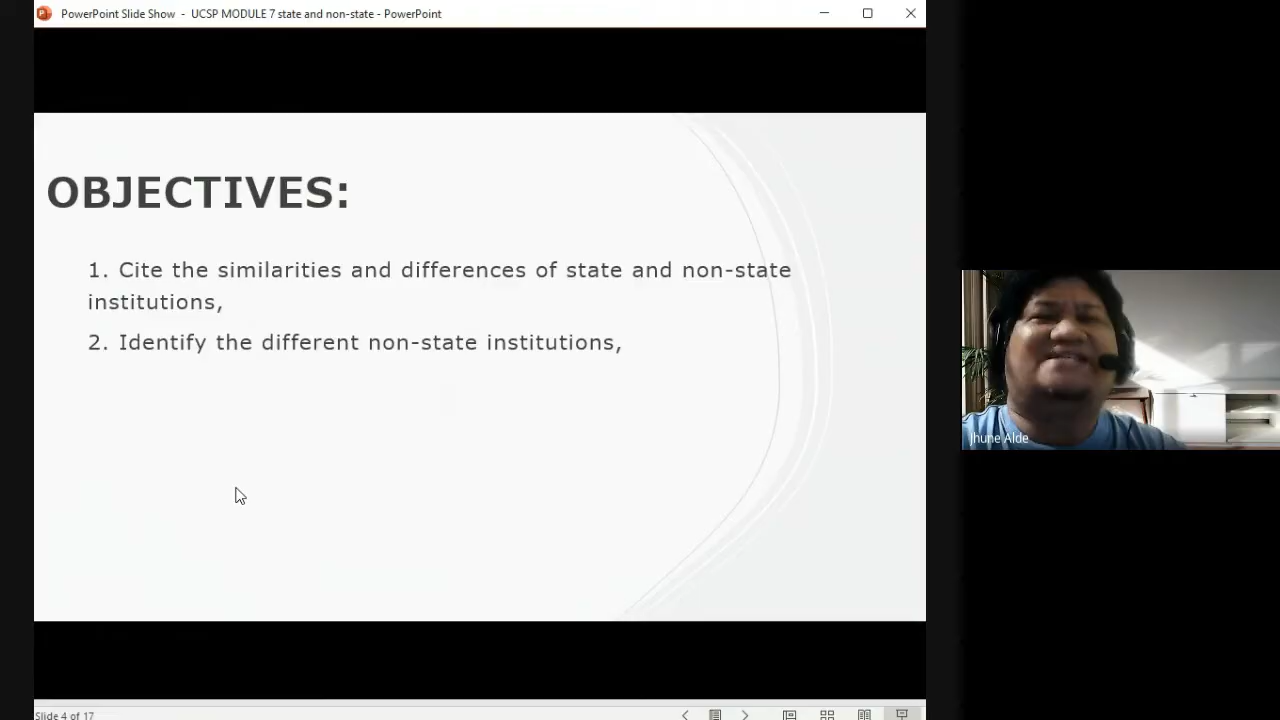 PowerPoint Slide Show - UCSP MODULE 7 state and non-state - PowerPoint
OBJECTIVES:
1. Cite the similarities and differences of state and non-state
institutions,
2. Identify the different non-state institutions,
Jhune Alde
Slide 4 of 17